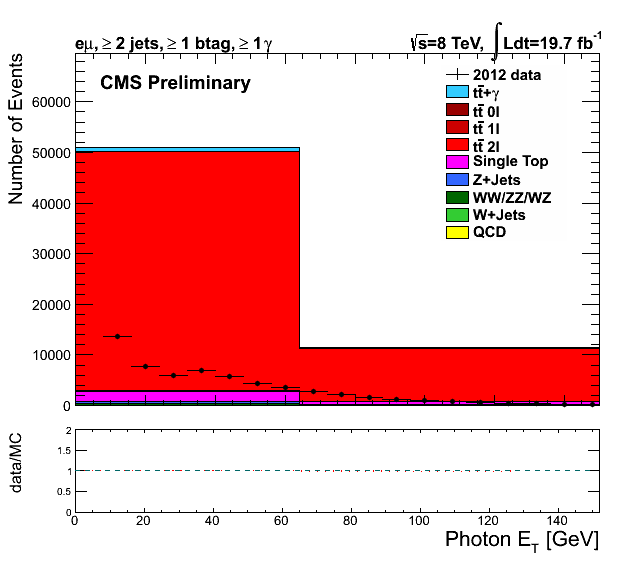 eμ, ≥ 2 jets, ≥ 1 btag, ≥ 1γ
√s=8 TeV, ∫Ldt=19.7 fb⁻¹
CMS Preliminary
2012 data
tt̄+γ
tt̄ 0l
tt̄ 1l
tt̄ 2l
Single Top
Z+Jets
WW/ZZ/WZ
W+Jets
QCD
Number of Events
60000
50000
40000
30000
20000
10000
0
data/MC
2
1.5
1
0.5
0
0 20 40 60 80 100 120 140
Photon E_T [GeV]